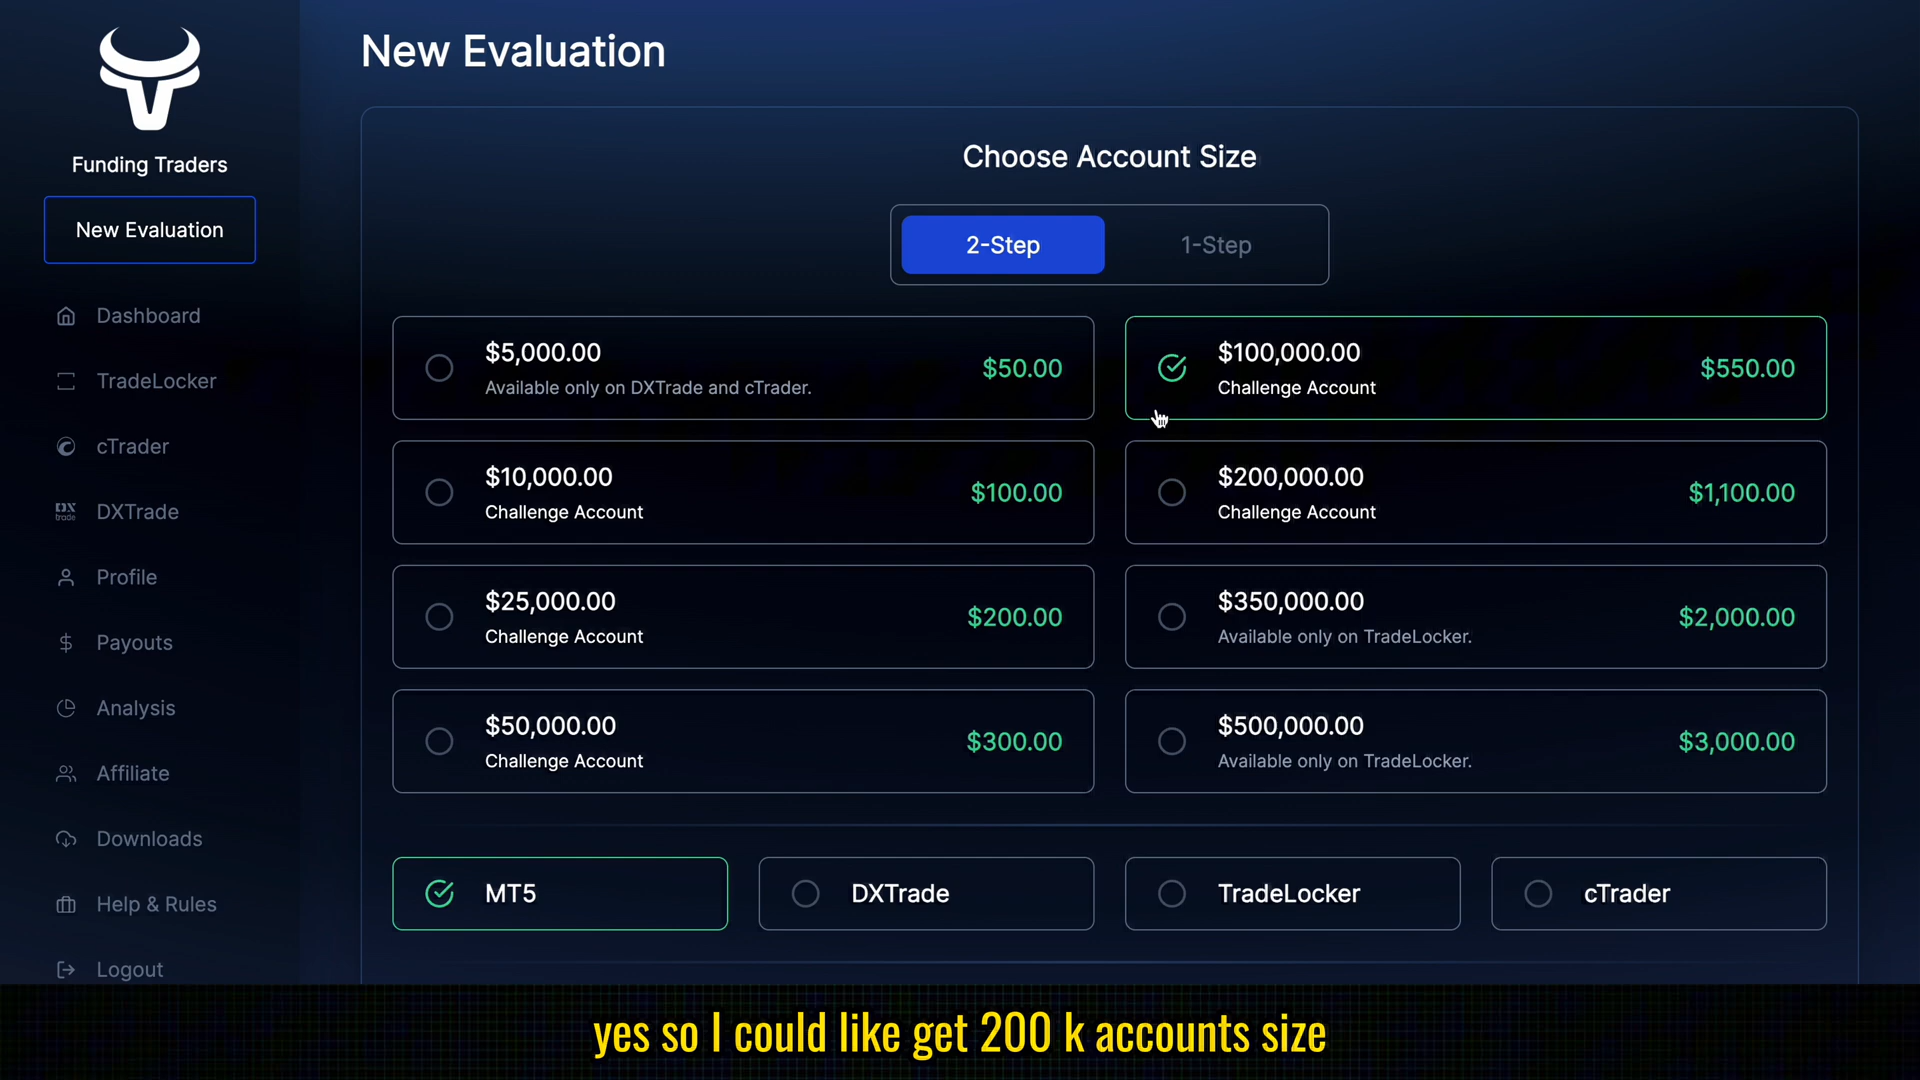 New Evaluation
Funding Traders
New Evaluation
Dashboard
TradeLocker
cTrader
DX trade
DXTrade
Profile
Payouts
Analysis
Affiliate
Downloads
Help & Rules
Logout
Choose Account Size
2-Step 1-Step
$5,000.00
Available only on DXTrade and cTrader.
$50.00
$100,000.00
Challenge Account
$550.00
$10,000.00
Challenge Account
$100.00
$200,000.00
Challenge Account
$1,100.00
$25,000.00
Challenge Account
$200.00
$350,000.00
Available only on TradeLocker.
$2,000.00
$50,000.00
Challenge Account
$300.00
$500,000.00
Available only on TradeLocker.
$3,000.00
MT5 DXTrade TradeLocker cTrader
yes so I could like get 200 k accounts size